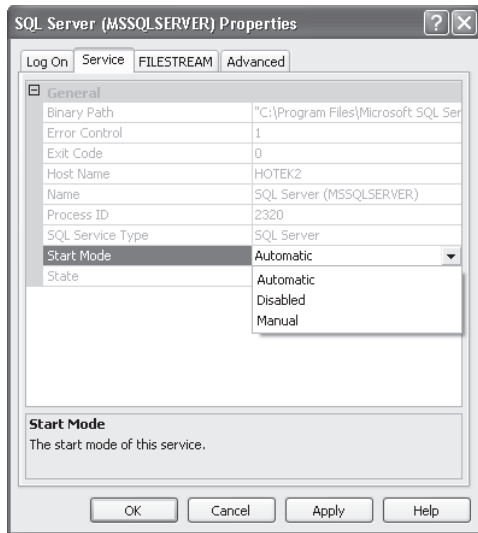 SQL Server (MSSQLSERVER) Properties
Log On Service FILESTREAM Advanced
General
Binary Path "C:\Program Files\Microsoft SQL Ser
Error Control 1
Exit Code 0
Host Name HOTEK2
Name SQL Server (MSSQLSERVER)
Process ID 2320
SQL Service Type SQL Server
Start Mode Automatic
State
Automatic
Disabled
Manual
Start Mode
The start mode of this service.
OK Cancel Apply Help